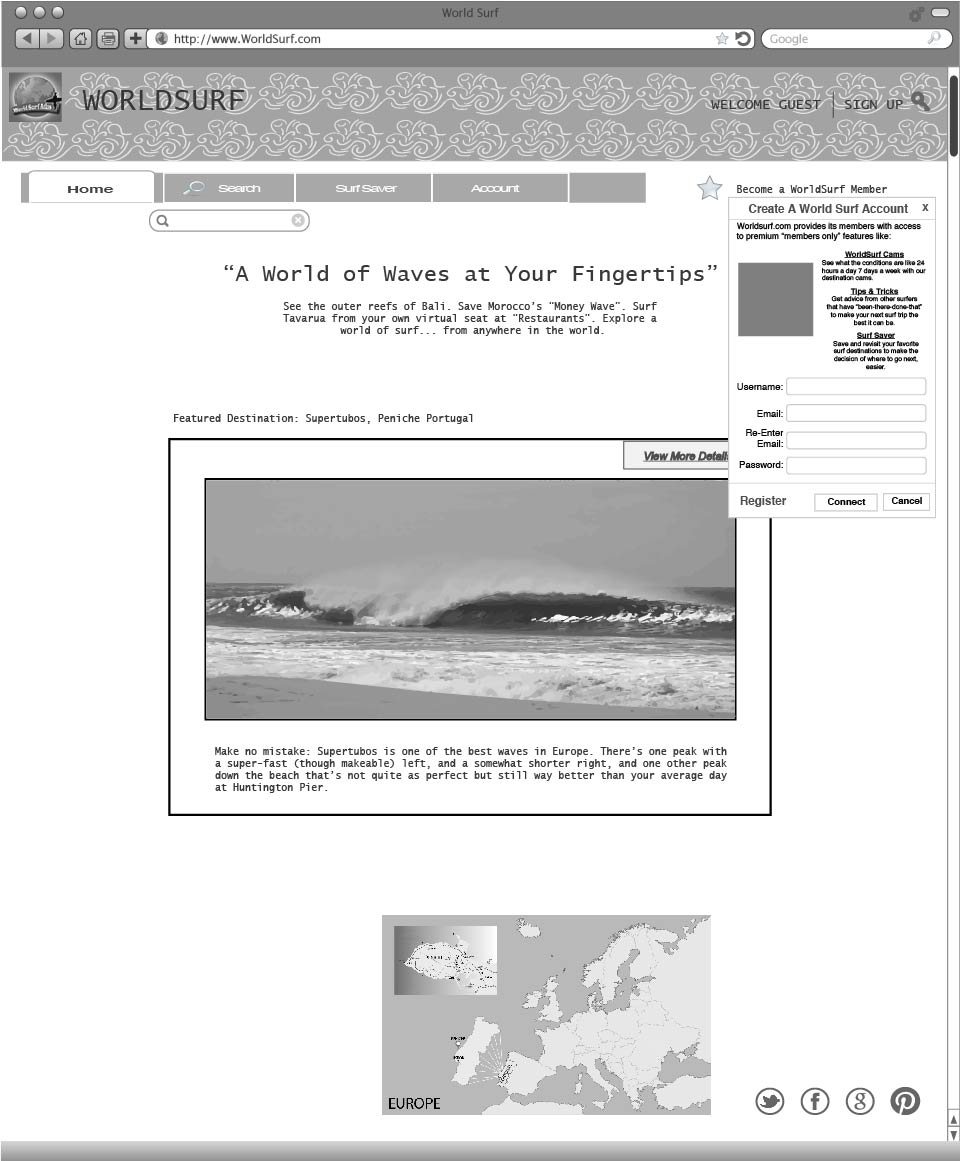 World Surf
http://www.WorldSurf.com
Google
WORLDSURF
WELCOME GUEST
SIGN UP
Home
Search
Surf Saver
Account
Become a WorldSurf Member
Create A World Surf Account
X
Worldsurf.com provides its members with access
to premium “members only” features like:
WorldSurf Cams
See what the conditions are like 24
hours a day 7 days a week with our
destination cams.
Tips & Tricks
Get advice from other surfers
that have “been-there-done-that”
to make your next surf trip the
best it can be.
Surf Saver
Save and revisit your favorite
surf destinations to make the
decision of where to go next,
easier.
Username:
Email:
Re-Enter
Email:
Password:
Register
Connect
Cancel
“A World of Waves at Your Fingertips”
See the outer reefs of Bali. Save Morocco’s “Money Wave”. Surf
Tavarua from your own virtual seat at “Restaurants”. Explore a
world of surf... from anywhere in the world.
Featured Destination: Supertubos, Peniche Portugal
View More Detail
Make no mistake: Supertubos is one of the best waves in Europe. There’s one peak with
a super-fast (though makeable) left, and a somewhat shorter right, and one other peak
down the beach that’s not quite as perfect but still way better than your average day
at Huntington Pier.
EUROPE